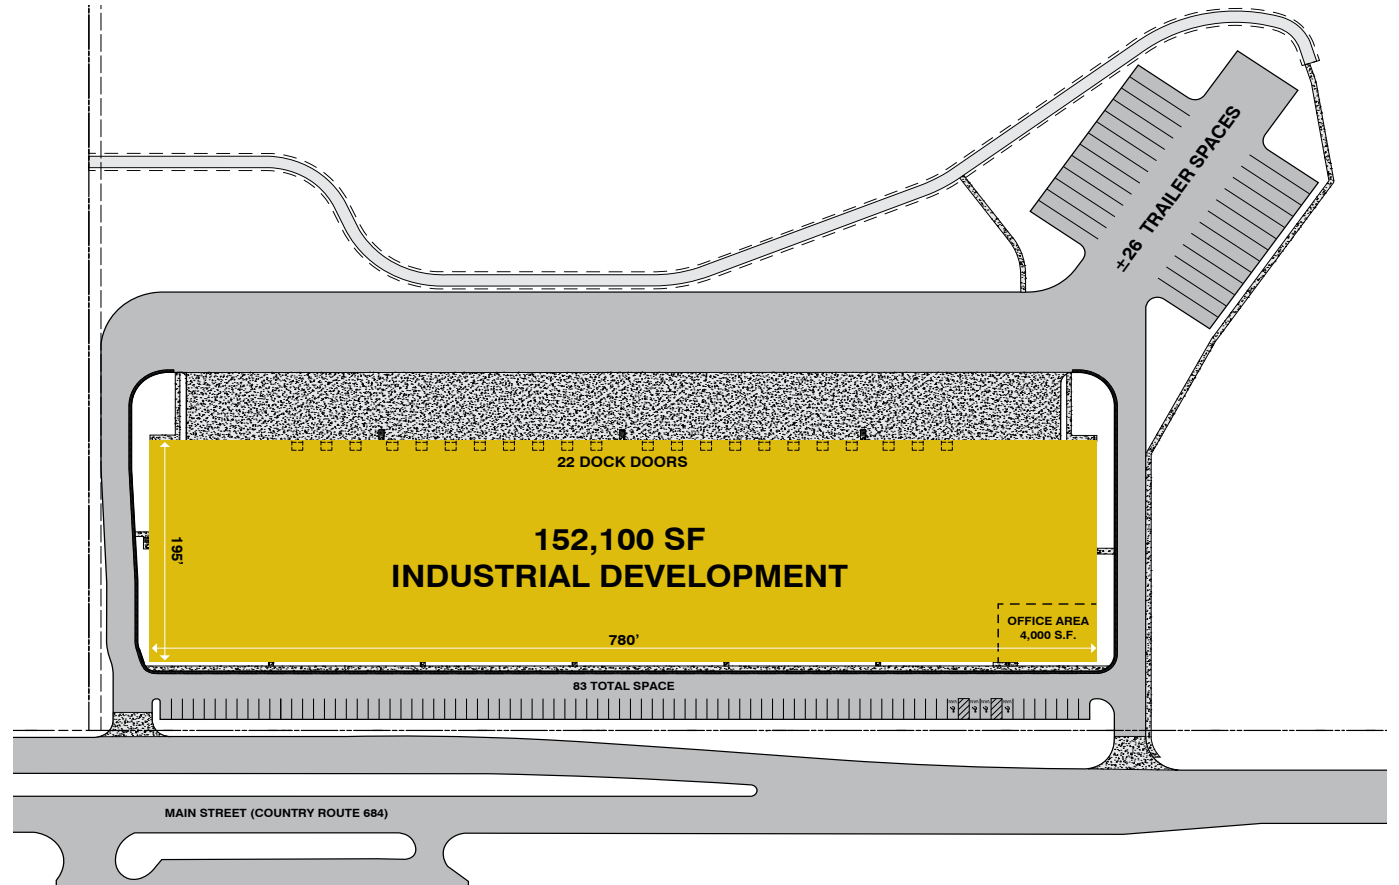 ±26 TRAILER SPACES
22 DOCK DOORS
152,100 SF
INDUSTRIAL DEVELOPMENT
195’
OFFICE AREA
4,000 S.F.
780’
83 TOTAL SPACE
MAIN STREET (COUNTRY ROUTE 684)